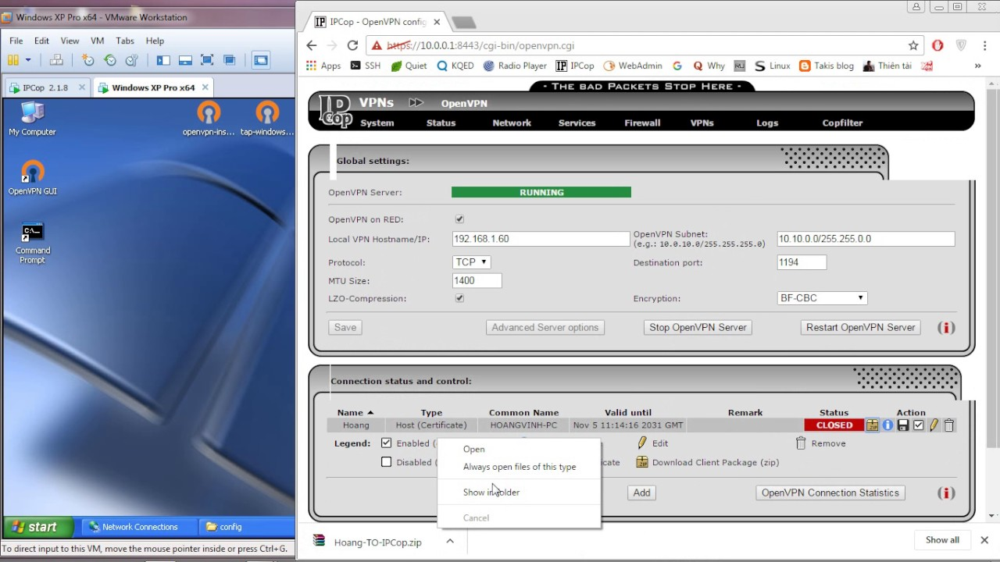 Windows XP Pro x64 - VMware Workstation
File Edit View VM Tabs Help
IPCop 2.1.8
Windows XP Pro x64
My Computer
openvpn-ins...
tap-windows...
OpenVPN GUI
C:\...
Command
Prompt
start
Network Connections
config
To direct input to this VM, move the mouse pointer inside or press Ctrl+G.
IP
IPCop - OpenVPN config
https://10.0.0.1:8443/cgi-bin/openvpn.cgi
Apps SSH Quiet KQED Radio Player IP IPCop WebAdmin G Why RU Linux Takis blog Thiên tài »
- The bad Packets Stop Here -
IP
cop
VPNs OpenVPN
System Status Network Services Firewall VPNs Logs Copfilter
Global settings:
OpenVPN Server: RUNNING
OpenVPN on RED:
Local VPN Hostname/IP: 192.168.1.60
OpenVPN Subnet: 10.10.0.0/255.255.0.0
(e.g.: 10.0.10.0/255.255.255.0)
Protocol: TCP
Destination port: 1194
MTU Size: 1400
LZO-Compression:
Encryption: BF-CBC
Save Advanced Server options Stop OpenVPN Server Restart OpenVPN Server
Connection status and control:
Name Type Common Name Valid until Remark Status Action
Hoang Host (Certificate) HOANGVINH-PC Nov 5 11:14:16 2031 GMT CLOSED
Legend: Enabled ( Edit Remove
Disabled ( cate Download Client Package (zip)
Add OpenVPN Connection Statistics
Open
Always open files of this type
Show in folder
Cancel
Hoang-TO-IPCop.zip
Show all